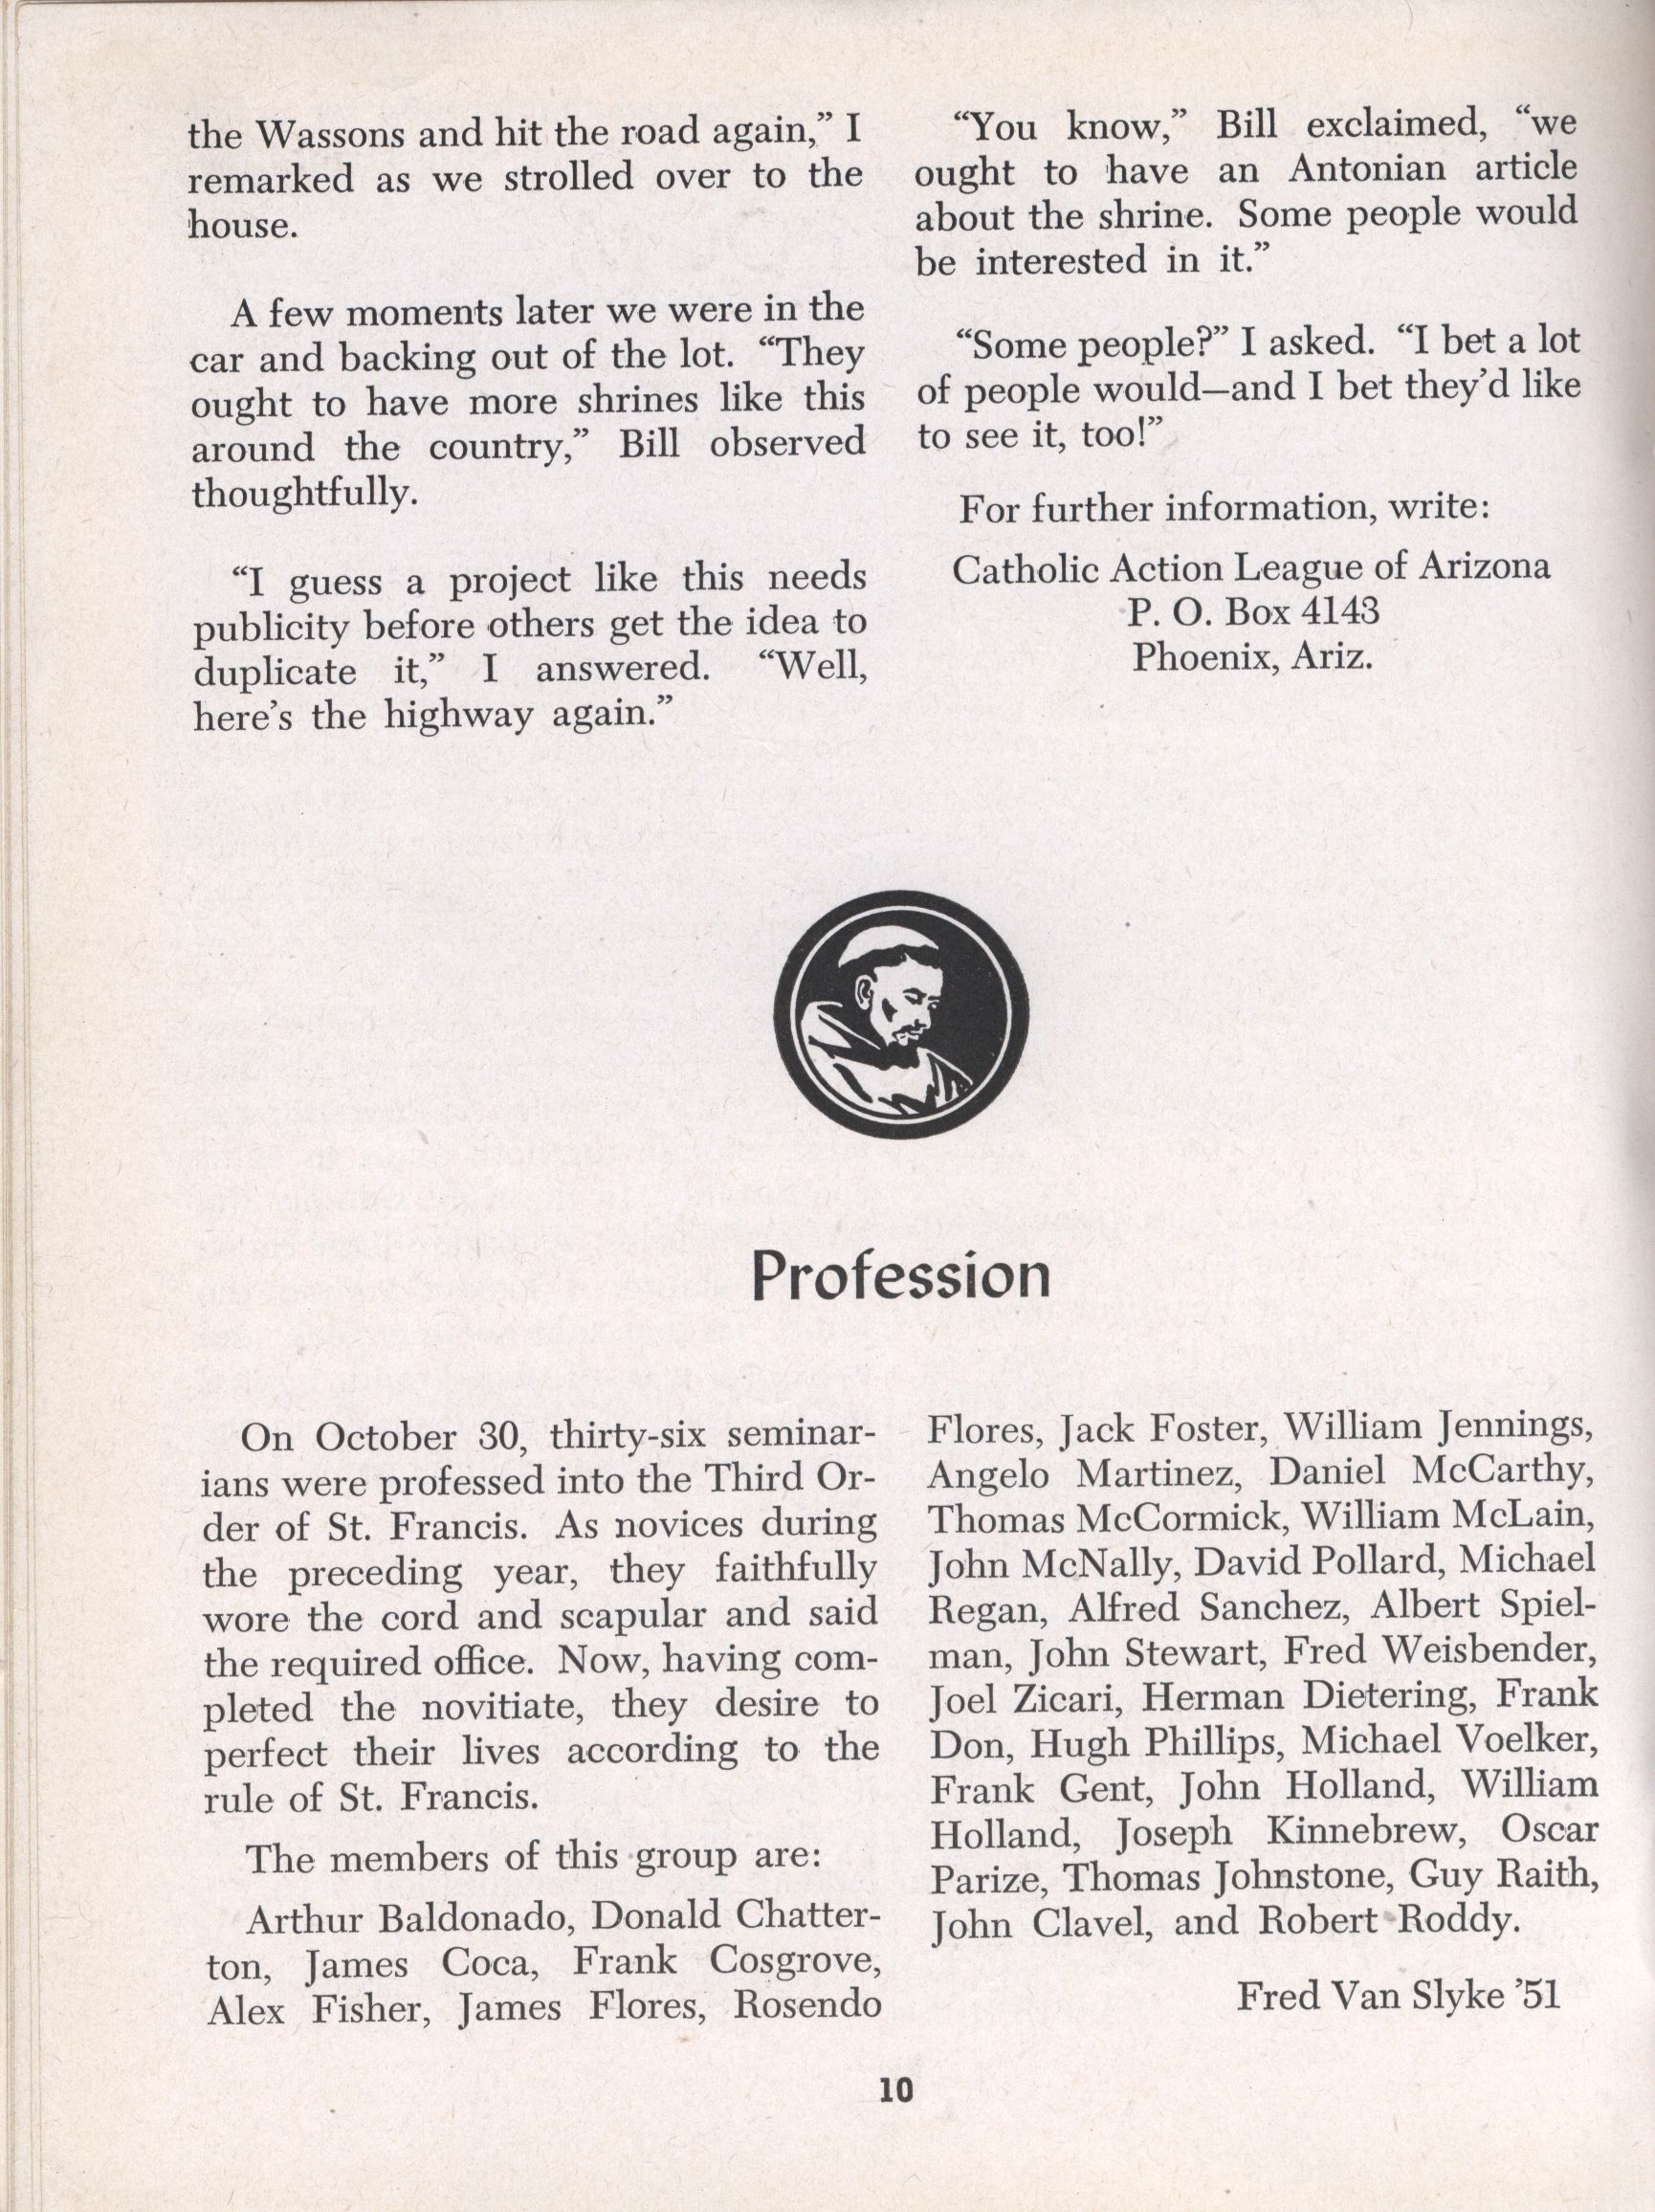 the Wassons and hit the road again,” I
remarked as we strolled over to the
house.
A few moments later we were in the
car and backing out of the lot. “They
ought to have more shrines like this
around the country,” Bill observed
thoughtfully.
“I guess a project like this needs
publicity before others get the idea to
duplicate it,” I answered. “Well,
here’s the highway again.”
“You know,” Bill exclaimed, “we
ought to have an Antonian article
about the shrine. Some people would
be interested in it.”
“Some people?” I asked. “I bet a lot
of people would—and I bet they’d like
to see it, too!”
For further information, write:
Catholic Action League of Arizona
P. O. Box 4143
Phoenix, Ariz.
Profession
On October 30, thirty-six seminar-
ians were professed into the Third Or-
der of St. Francis. As novices during
the preceding year, they faithfully
wore the cord and scapular and said
the required office. Now, having com-
pleted the novitiate, they desire to
perfect their lives according to the
rule of St. Francis.
The members of this group are:
Arthur Baldonado, Donald Chatter-
ton, James Coca, Frank Cosgrove,
Alex Fisher, James Flores, Rosendo
Flores, Jack Foster, William Jennings,
Angelo Martinez, Daniel McCarthy,
Thomas McCormick, William McLain,
John McNally, David Pollard, Michael
Regan, Alfred Sanchez, Albert Spiel-
man, John Stewart, Fred Weisbender,
Joel Zicari, Herman Dietering, Frank
Don, Hugh Phillips, Michael Voelker,
Frank Gent, John Holland, William
Holland, Joseph Kinnebrew, Oscar
Parize, Thomas Johnstone, Guy Raith,
John Clavel, and Robert Roddy.
Fred Van Slyke ’51
10